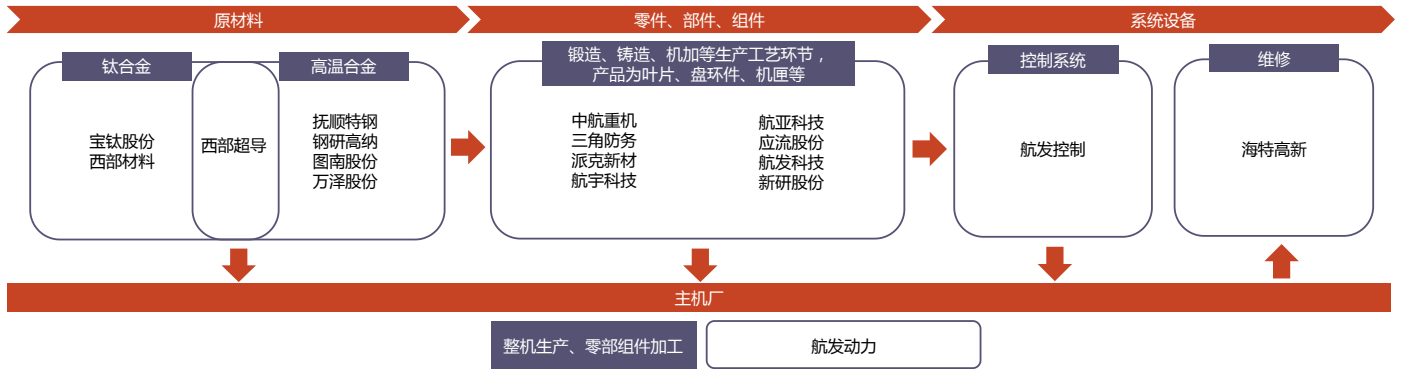 原材料
零件、部件、组件
系统设备
钛合金
高温合金
锻造、铸造、机加等生产工艺环节，
产品为叶片、盘环件、机匣等
控制系统
维修
宝钛股份
西部材料
西部超导
抚顺特钢
钢研高纳
图南股份
万泽股份
中航重机
三角防务
派克新材
航宇科技
航亚科技
应流股份
航发科技
新研股份
航发控制
海特高新
主机厂
整机生产、零部组件加工
航发动力